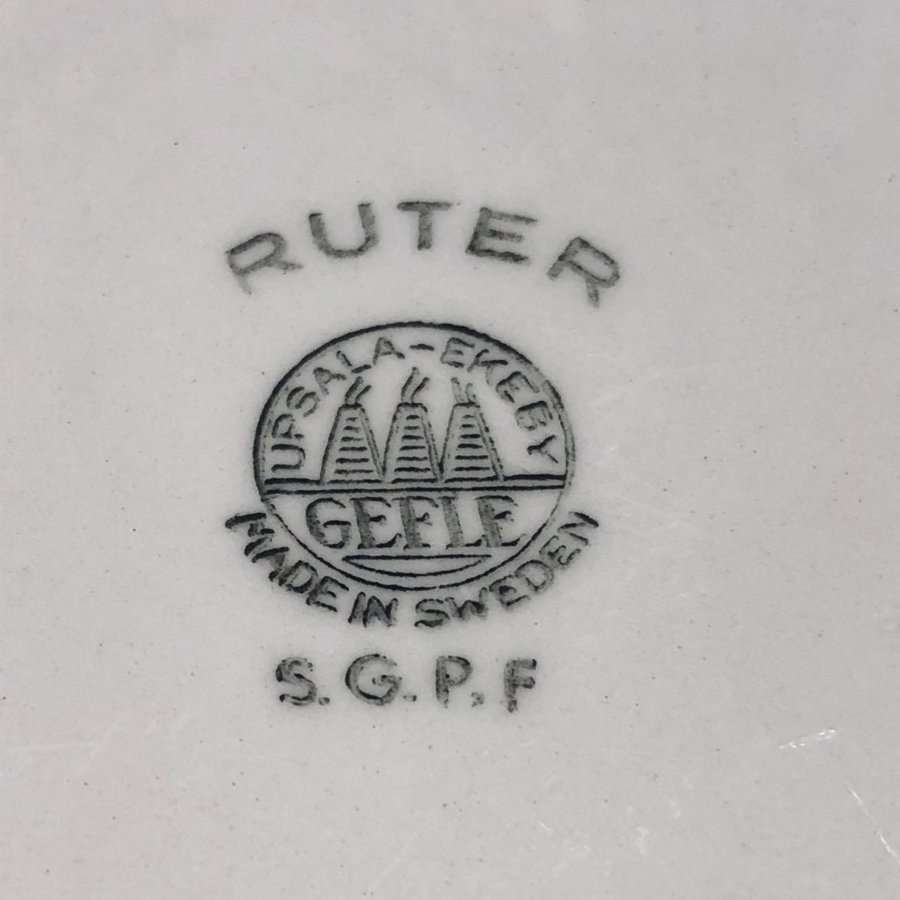 RUTER
UPSALA-EKEBY
GEFLE
MADE IN SWEDEN
S.G.P.F